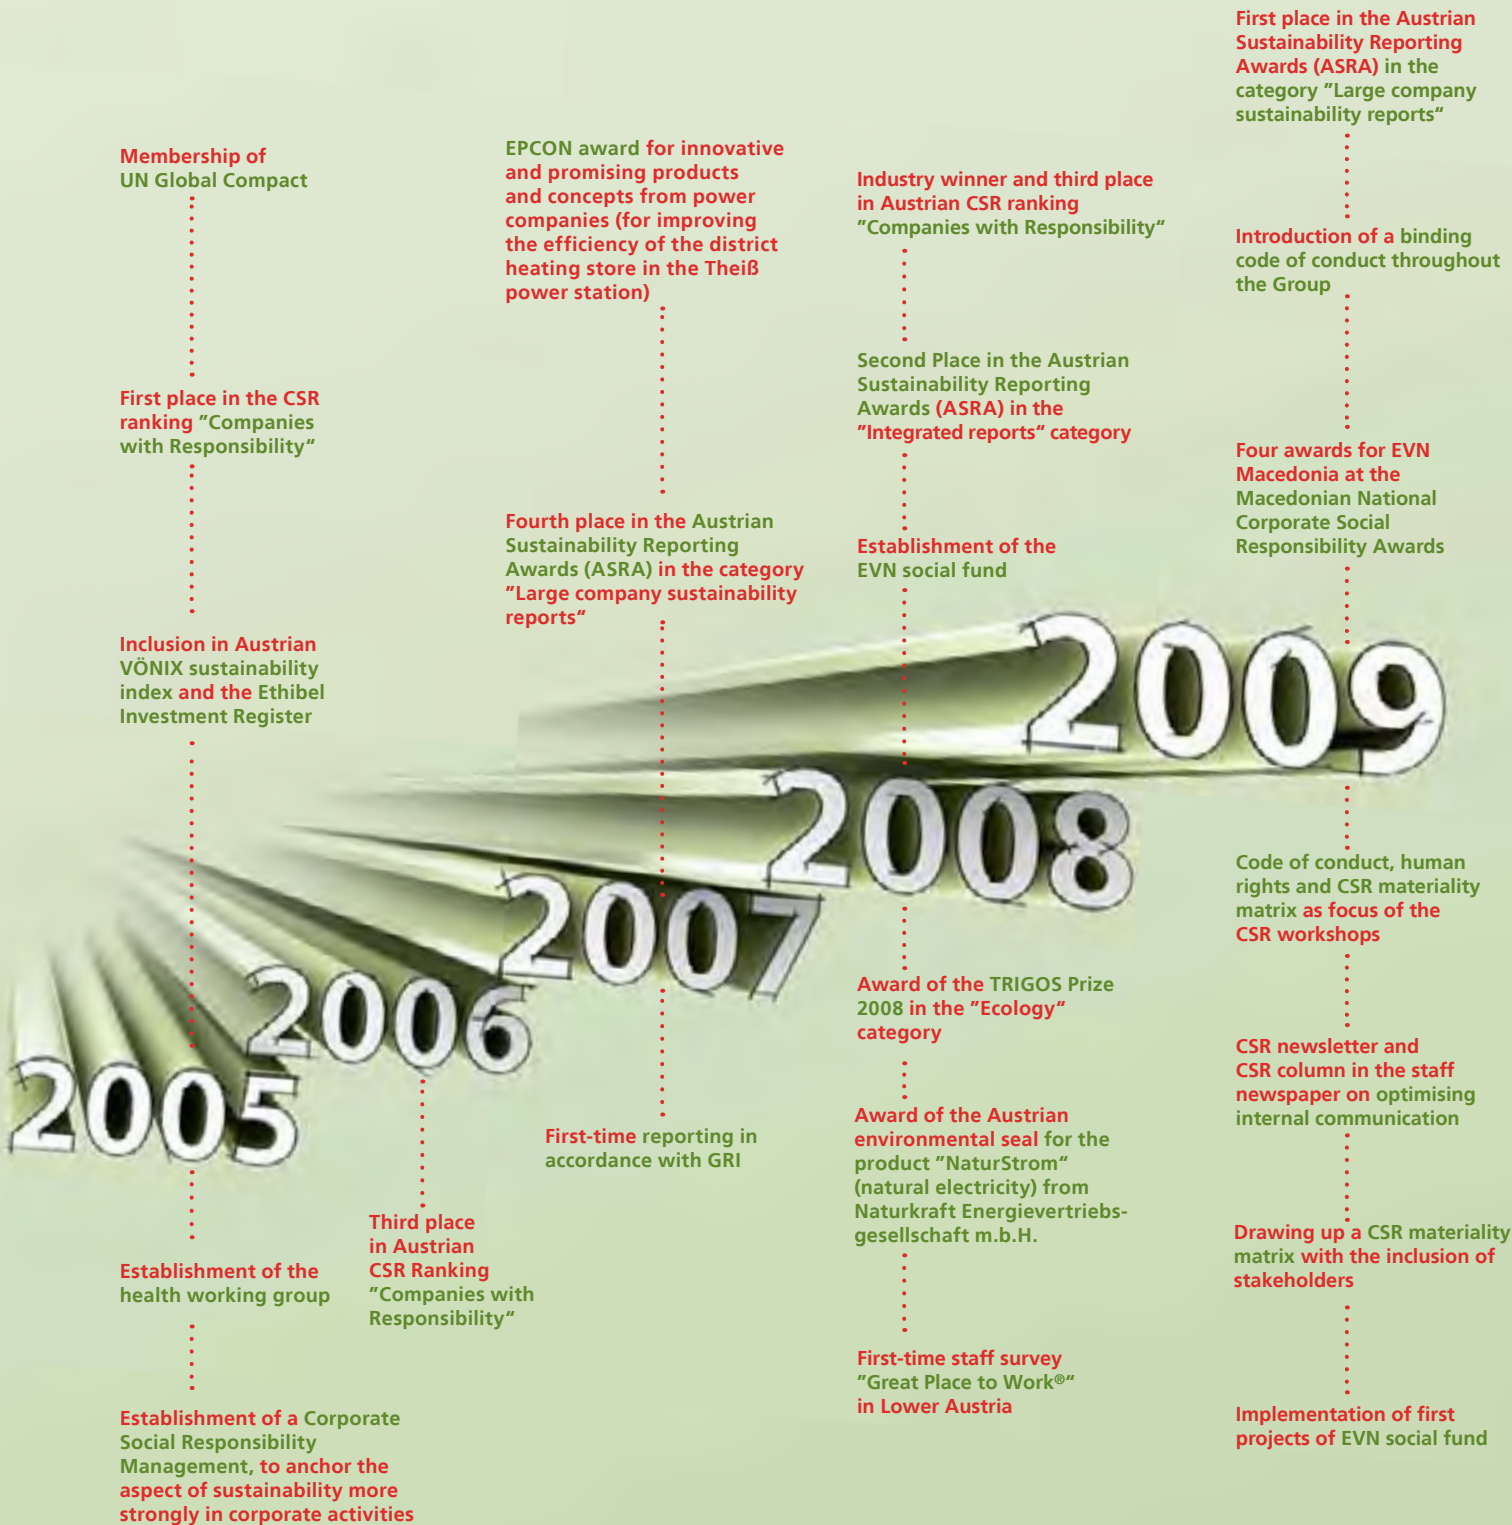 Membership of
UN Global Compact
First place in the CSR
ranking "Companies
with Responsibility“
Inclusion in Austrian
VÖNIX sustainability
index and the Ethibel
Investment Register
2005
Establishment of the
health working group
Establishment of a Corporate
Social Responsibility
Management, to anchor the
aspect of sustainability more
strongly in corporate activities
2006
Third place
in Austrian
CSR Ranking
"Companies with
Responsibility“
EPCON award for innovative
and promising products
and concepts from power
companies (for improving
the efficiency of the district
heating store in the Theiß
power station)
Fourth place in the Austrian
Sustainability Reporting
Awards (ASRA) in the category
"Large company sustainability
reports“
2007
First-time reporting in
accordance with GRI
Industry winner and third place
in Austrian CSR ranking
"Companies with Responsibility“
Second Place in the Austrian
Sustainability Reporting
Awards (ASRA) in the
"Integrated reports“ category
Establishment of the
EVN social fund
2008
Award of the TRIGOS Prize
2008 in the "Ecology“
category
Award of the Austrian
environmental seal for the
product "NaturStrom“
(natural electricity) from
Naturkraft Energievertriebs-
gesellschaft m.b.H.
First-time staff survey
"Great Place to Work®“
in Lower Austria
First place in the Austrian
Sustainability Reporting
Awards (ASRA) in the
category "Large company
sustainability reports“
Introduction of a binding
code of conduct throughout
the Group
Four awards for EVN
Macedonia at the
Macedonian National
Corporate Social
Responsibility Awards
2009
Code of conduct, human
rights and CSR materiality
matrix as focus of the
CSR workshops
CSR newsletter and
CSR column in the staff
newspaper on optimising
internal communication
Drawing up a CSR materiality
matrix with the inclusion of
stakeholders
Implementation of first
projects of EVN social fund